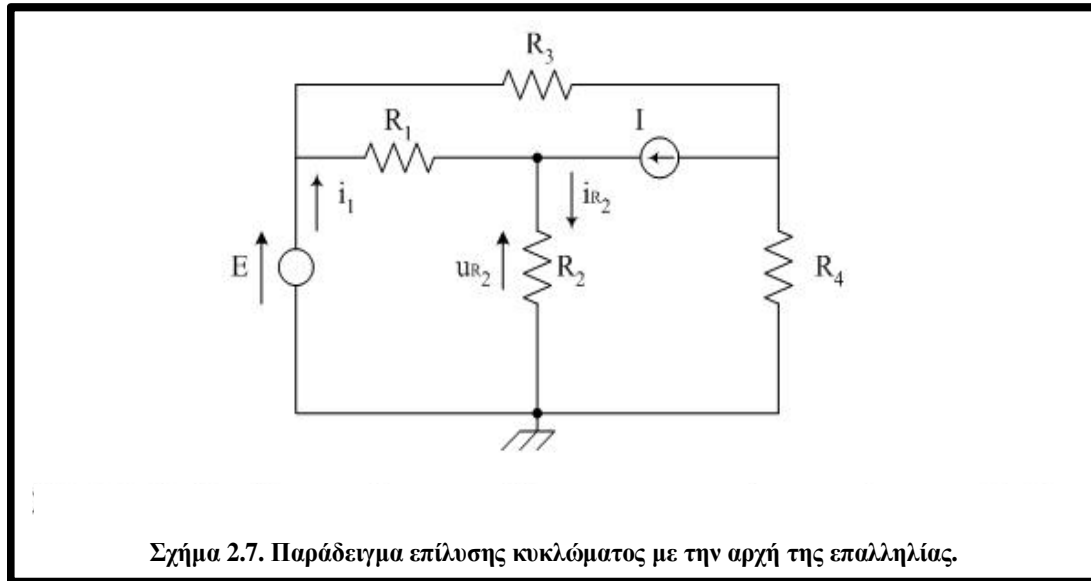 R3
R1
I
i1
iR2
E
uR2
R2
R4
Σχήμα 2.7. Παράδειγμα επίλυσης κυκλώματος με την αρχή της επαλληλίας.